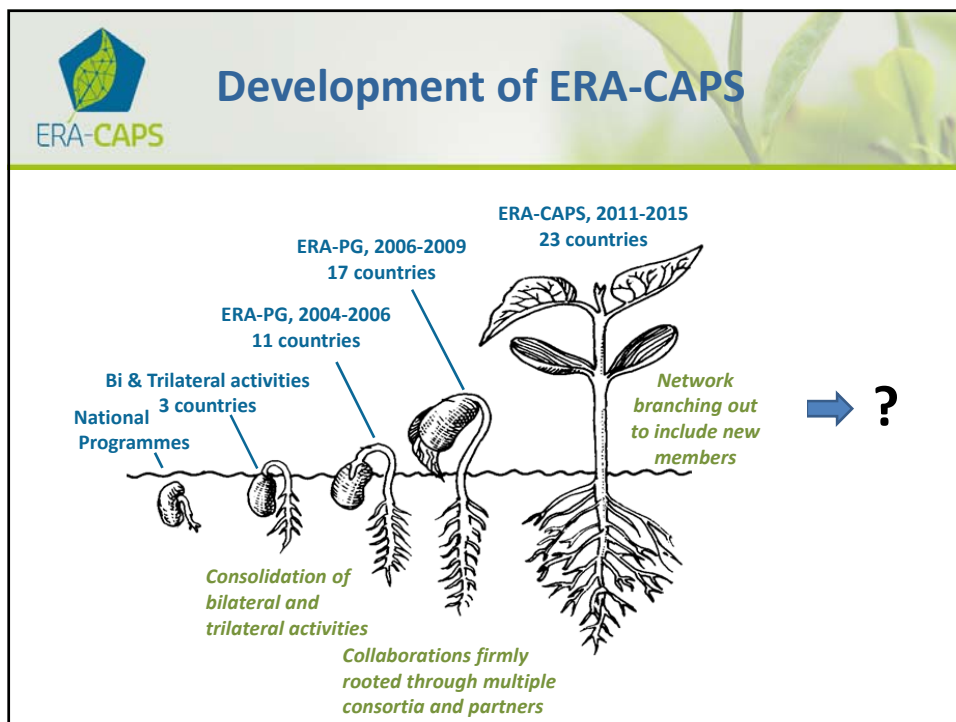 Development of ERA-CAPS
ERA-CAPS
ERA-CAPS, 2011-2015
23 countries
ERA-PG, 2006-2009
17 countries
ERA-PG, 2004-2006
11 countries
Bi & Trilateral activities
3 countries
National
Programmes
Network
branching out
to include new
members
?
Consolidation of
bilateral and
trilateral activities
Collaborations firmly
rooted through multiple
consortia and partners